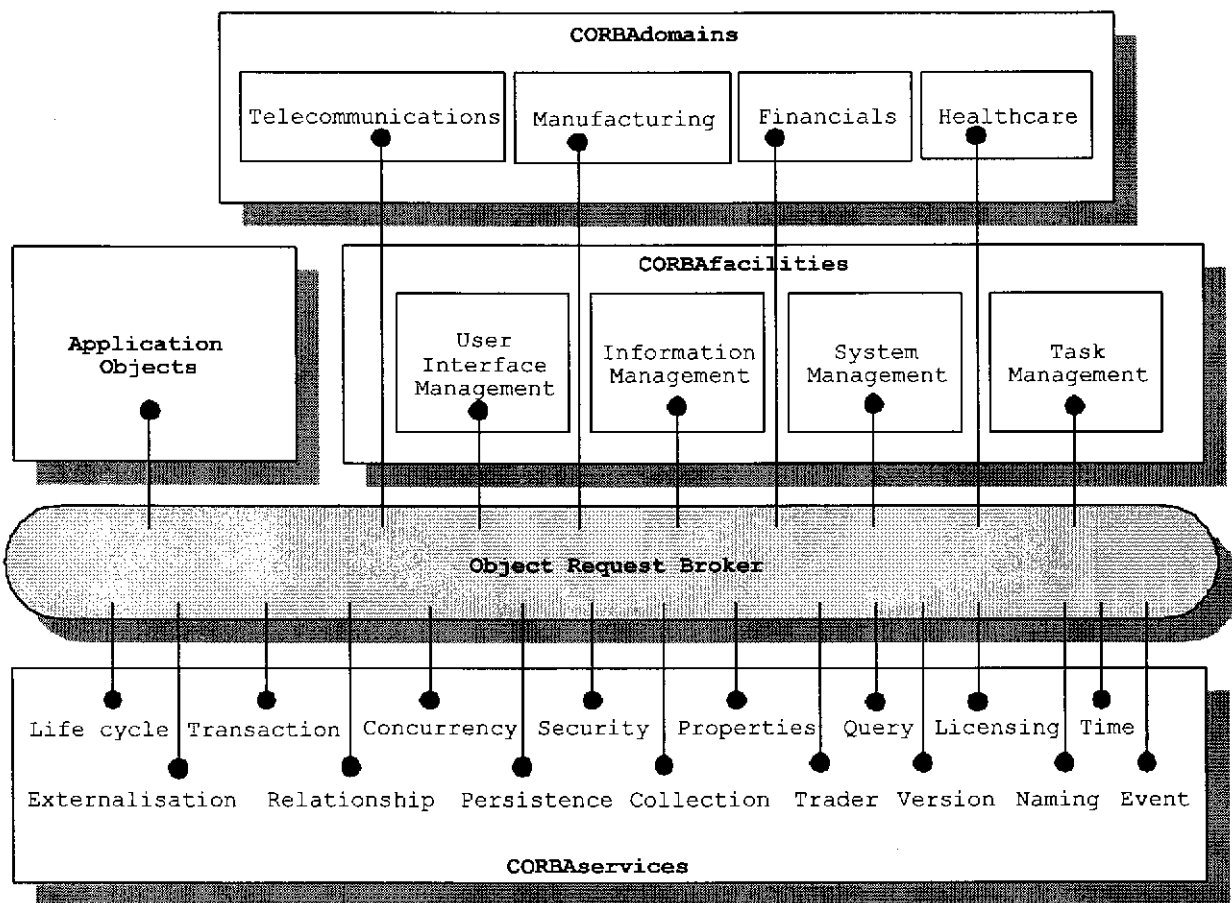 CORBAdomains
Telecommunications
Manufacturing
Financials
Healthcare
CORBAfacilities
Application
Objects
User
Interface
Management
Information
Management
System
Management
Task
Management
Object Request Broker
Life cycle Transaction Concurrency Security Properties Query Licensing Time
Externalisation Relationship Persistence Collection Trader Version Naming Event
CORBAservices